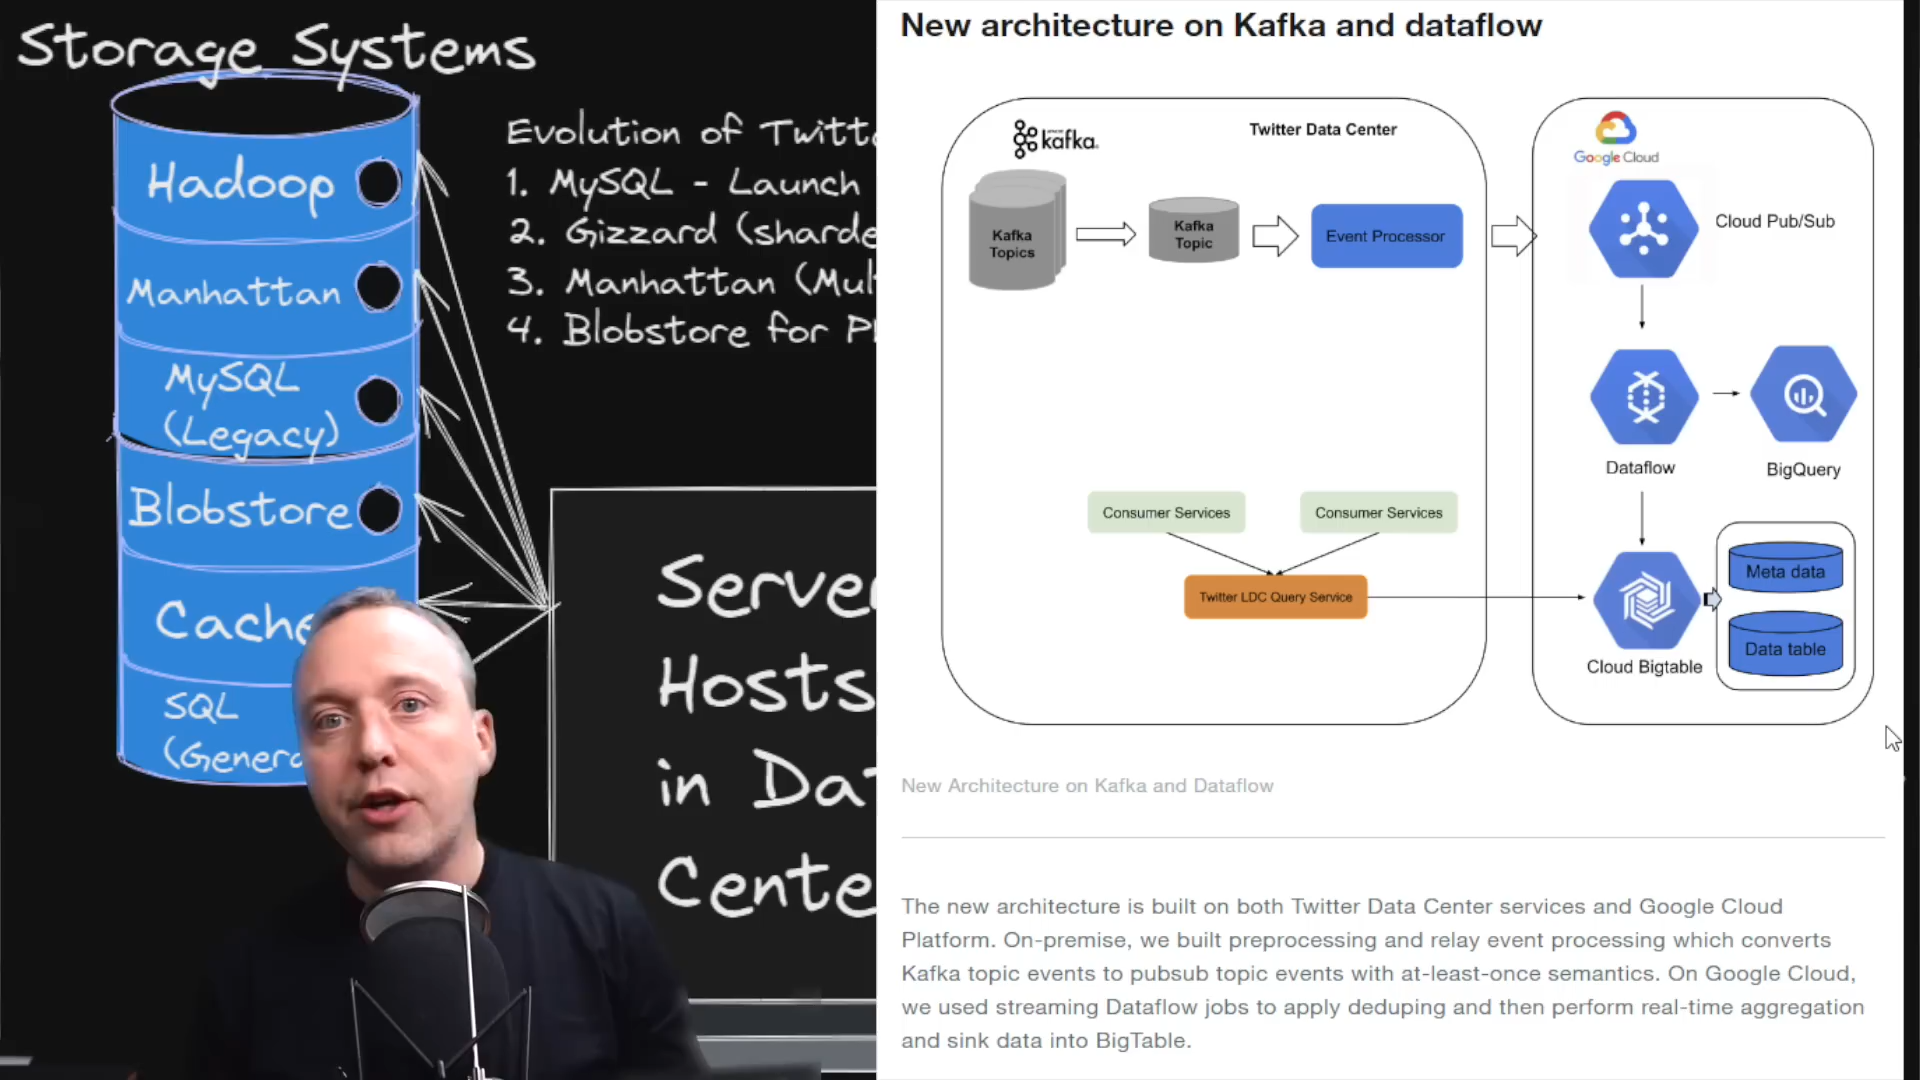 Storage Systems
Hadoop
Manhattan
MySQL
(Legacy)
Blobstore
Cache
SQL
Evolution of
1. MySQL - Launch
2. Gizzard
3. Manhattan
4. Blobstore for
Hosts
in
New architecture on Kafka and dataflow
kafka
Twitter Data Center
Kafka
Topics
Kafka
Topic
Event Processor
Consumer Services
Consumer Services
Twitter LDC Query Service
Google Cloud
Cloud Pub/Sub
Dataflow
BigQuery
Cloud Bigtable
Meta data
Data table
New Architecture on Kafka and Dataflow
The new architecture is built on both Twitter Data Center services and Google Cloud
Platform. On-premise, we built preprocessing and relay event processing which converts
Kafka topic events to pubsub topic events with at-least-once semantics. On Google Cloud,
we used streaming Dataflow jobs to apply deduping and then perform real-time aggregation
and sink data into BigTable.